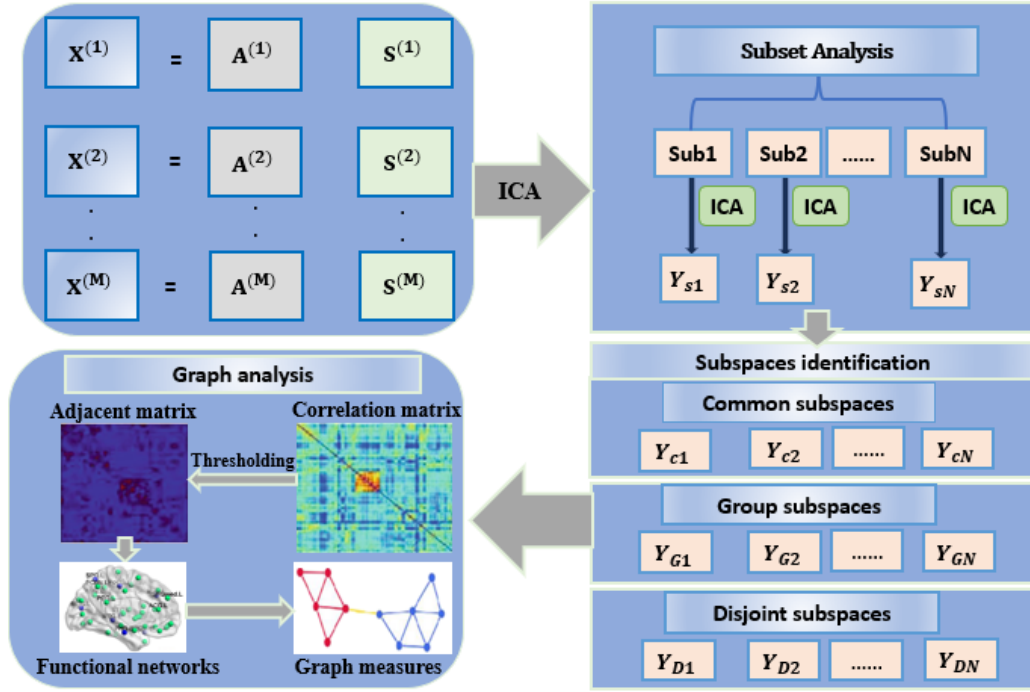 X(1) = A(1) S(1)
X(2) = A(2) S(2)
. . .
. . .
X(M) = A(M) S(M)
ICA
Subset Analysis
Sub1 Sub2 ...... SubN
ICA ICA ICA
Ys1 Ys2 YsN
Subspaces identification
Common subspaces
Yc1 Yc2 ...... YcN
Group subspaces
YG1 YG2 ...... YGN
Disjoint subspaces
YD1 YD2 ...... YDN
Graph analysis
Adjacent matrix Correlation matrix
Thresholding
Functional networks Graph measures